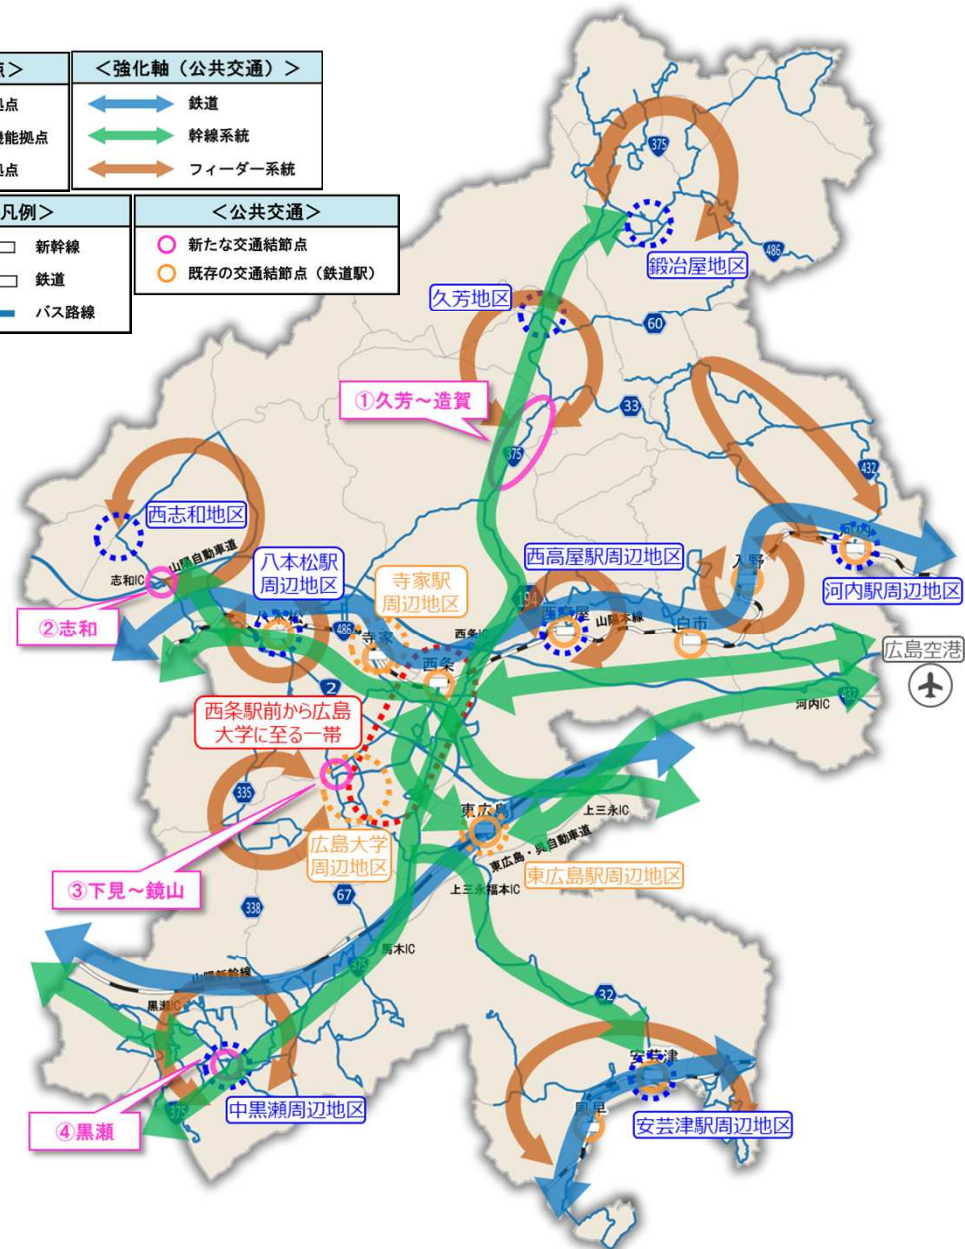 点＞
拠点
機能拠点
拠点
＜強化軸（公共交通）＞
鉄道
幹線系統
フィーダー系統
凡例＞
新幹線
鉄道
バス路線
＜公共交通＞
新たな交通結節点
既存の交通結節点（鉄道駅）
375
486
鍛冶屋地区
久芳地区
60
①久芳～造賀
33
375
432
西志和地区
山陽自動車道
志和IC
八本松駅
周辺地区
寺家駅
周辺地区
西高屋駅周辺地区
入野
河内
河内駅周辺地区
②志和
八本松
486
寺家
西条IC
西条
194
西高屋
山陽本線
白市
広島空港
2
西条駅前から広島
大学に至る一帯
河内IC
432
335
東広島
上三永IC
東広島・呉自動車道
広島大学
周辺地区
東広島駅周辺地区
③下見～鏡山
上三永福本IC
67
338
馬木IC
375
山陽新幹線
黒瀬IC
32
安芸津
375
④黒瀬
中黒瀬周辺地区
風早
安芸津駅周辺地区